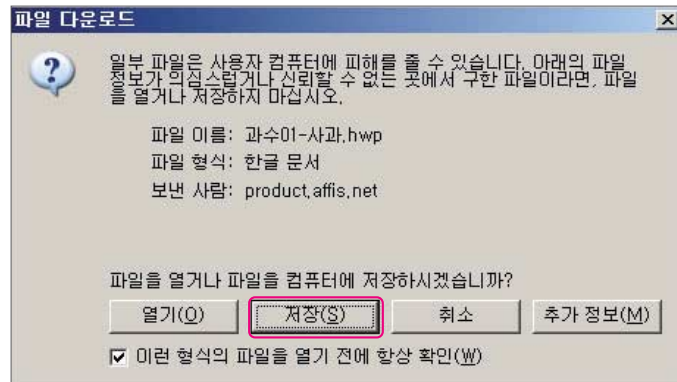 파일 다운로드
일부 파일은 사용자 컴퓨터에 피해를 줄 수 있습니다. 아래의 파일
정보가 의심스럽거나 신뢰할 수 없는 곳에서 구한 파일이라면, 파일
을 열거나 저장하지 마십시오.
파일 이름: 과수01-사과.hwp
파일 형식: 한글 문서
보낸 사람: product.affis.net
파일을 열거나 파일을 컴퓨터에 저장하시겠습니까?
열기(O) 저장(S) 취소 추가 정보(M)
이런 형식의 파일을 열기 전에 항상 확인(W)